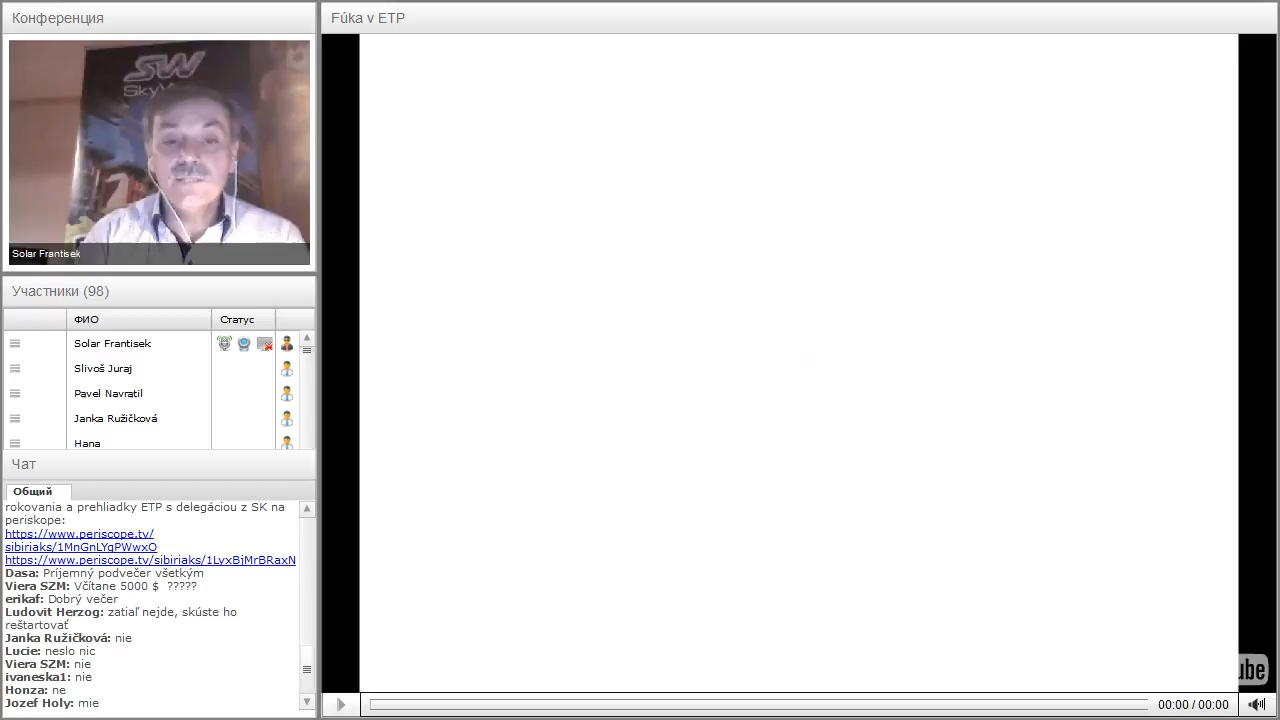 Конференция
SW
Solar Frantisek
Участники (98)
ФИО Статус
Solar Frantisek
Slivoš Juraj
Pavel Navratil
Janka Ružičková
Hana
Чат
Общий
rokovania a prehliadky ETP s delegáciou z SK na
periskope:
https://www.periscope.tv/
sibiriaks/1MnGnLYqPWwxO
https://www.periscope.tv/sibiriaks/1LyxBjMrBRaxN
Dasa: Príjemný podvečer všetkým
Viera SZM: Včítane 5000 $ ?????
erikaf: Dobrý večer
Ludovit Herzog: zatiaľ nejde, skúste ho
reštartovať
Janka Ružičková: nie
Lucie: neslo nic
Viera SZM: nie
ivaneska1: nie
Honza: ne
Jozef Holy: mie
Fúka v ETP
ube
00:00 / 00:00